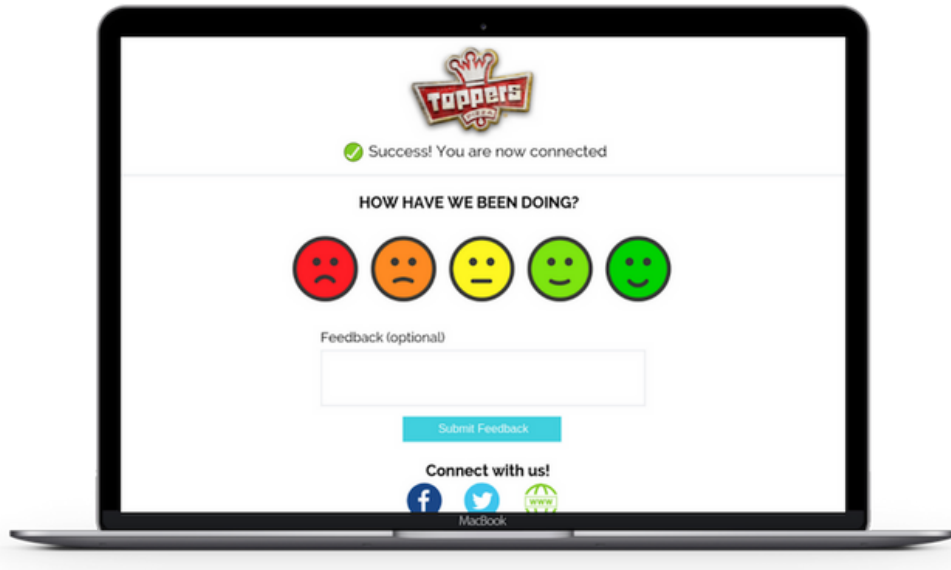 Toppers
PIZZA
Success! You are now connected
HOW HAVE WE BEEN DOING?
Feedback (optional)
Submit Feedback
Connect with us!
f
www
MacBook